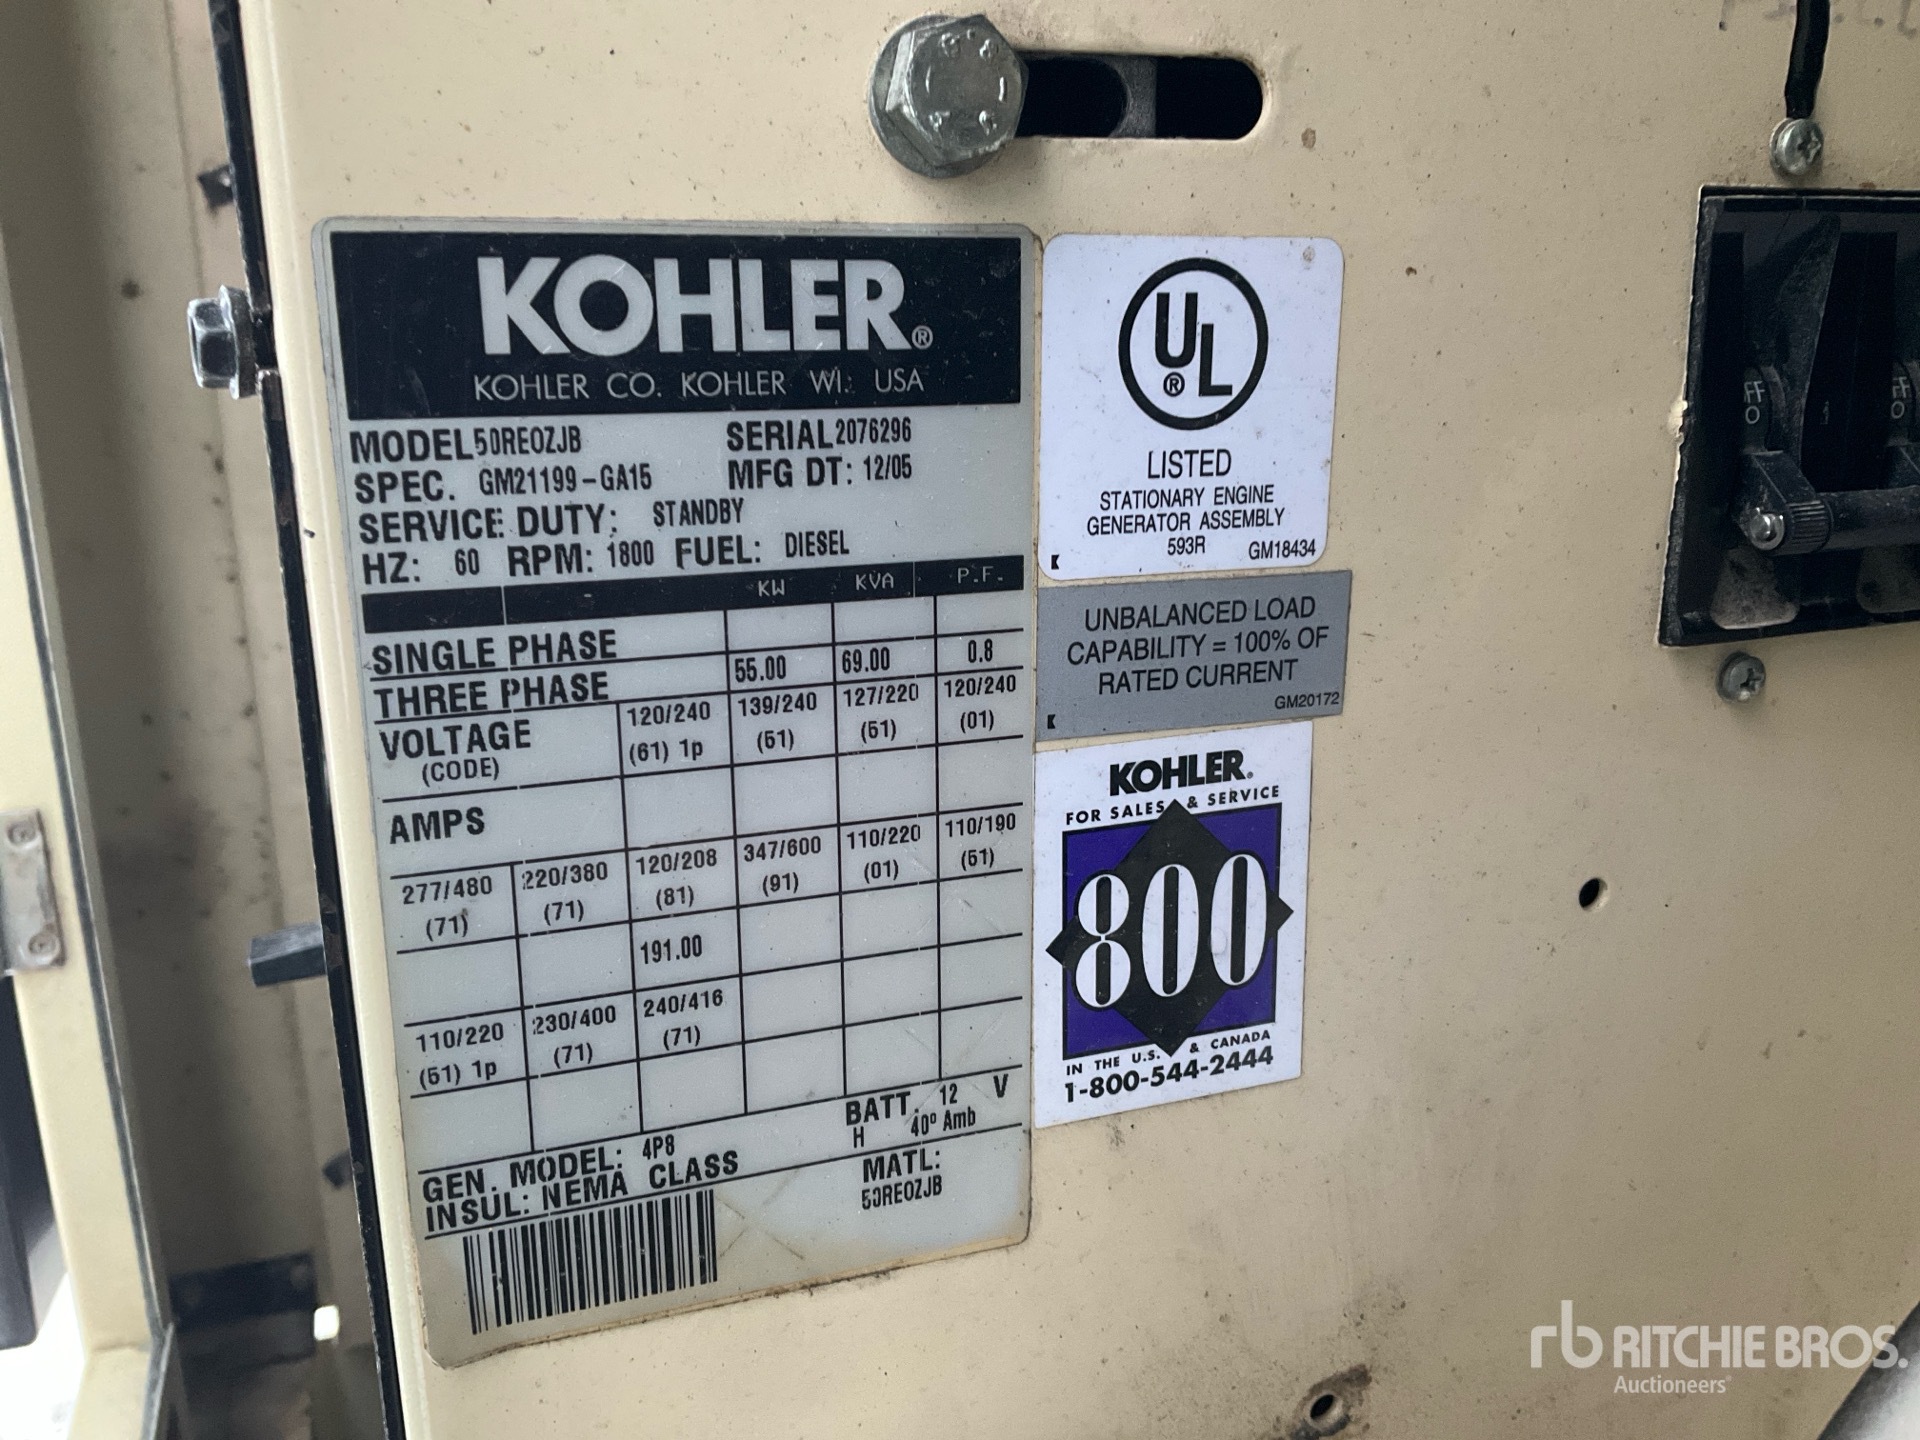 KOHLER®
KOHLER CO. KOHLER WI. USA
MODEL 50REOZJB SERIAL 2076296
SPEC. GM21199-GA15 MFG DT: 12/05
SERVICE DUTY: STANDBY
HZ: 60 RPM: 1800 FUEL: DIESEL
KW KVA P.F.
SINGLE PHASE
THREE PHASE 55.00 69.00 0.8
VOLTAGE 120/240 139/240 127/220 120/240
(CODE) (61) 1p (51) (51) (01)
AMPS
277/480 220/380 120/208 347/600 110/220 110/190
(71) (71) (81) (91) (01) (51)
191.00
110/220 230/400 240/416
(51) 1p (71) (71)
GEN. MODEL: 4P8 BATT. 12 V
INSUL: NEMA CLASS H 40º Amb
MATL:
50REOZJB
UL®
LISTED
STATIONARY ENGINE
GENERATOR ASSEMBLY
593R GM18434
UNBALANCED LOAD
CAPABILITY = 100% OF
RATED CURRENT
GM20172
KOHLER®
FOR SALES & SERVICE
800
IN THE U.S. & CANADA
1-800-544-2444
OFF
O
O
rb RITCHIE BROS.
Auctioneers